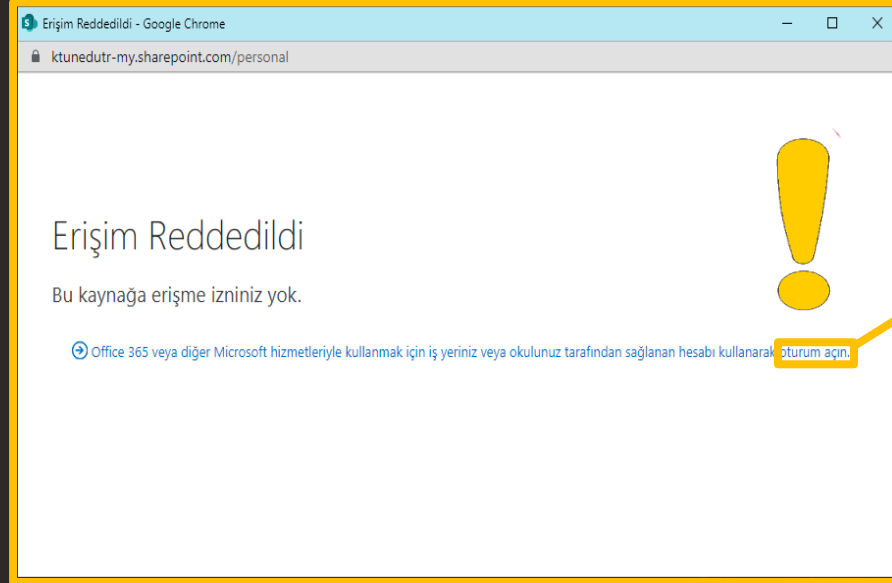 Erişim Reddedildi - Google Chrome
ktunedutr-my.sharepoint.com/personal
Erişim Reddedildi
Bu kaynağa erişme izniniz yok.
Office 365 veya diğer Microsoft hizmetleriyle kullanmak için iş yeriniz veya okulunuz tarafından sağlanan hesabı kullanarak oturum açın.